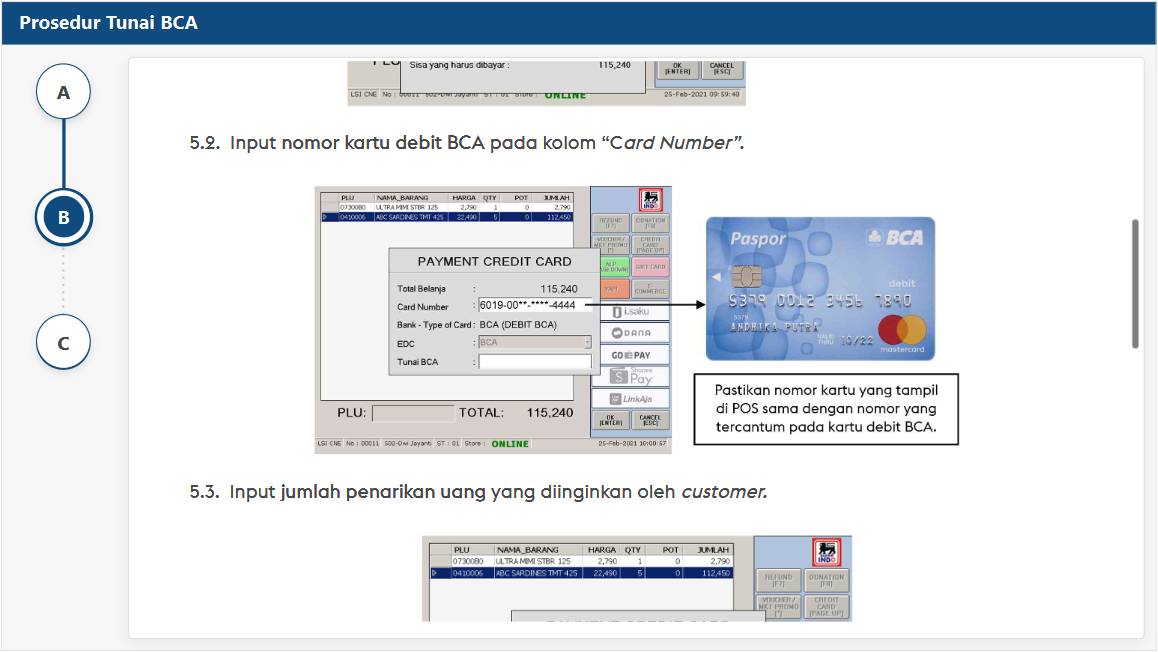 Prosedur Tunai BCA
A
B
C
Sisa yang harus dibayar : 115,240
OK [ENTER] CANCEL [ESC]
LSI CNE No : 00011 S02-Dwi Jayanti ST : 01 Store : ONLINE 25-Feb-2021 09:59:40
5.2. Input nomor kartu debit BCA pada kolom “Card Number”.
PLU NAMA_BARANG HARGA QTY POT JUMLAH
0730080 ULTRA MIMI STBR 125 2,790 1 0 2,790
0410006 ABC SARDINES TMT 425 22,490 5 0 112,450
INDO
REFUND [F7] DONATION [F8]
VOUCHER / MKT PROMO [*] CREDIT CARD [PAGE UP]
GIFT CARD
E-COMMERCE
i.saku
DANA
GOPAY
Shopee Pay
LinkAja
OK [ENTER] CANCEL [ESC]
PAYMENT CREDIT CARD
Total Belanja : 115,240
Card Number : 6019-00**-****-4444
Bank - Type of Card : BCA (DEBIT BCA)
EDC : BCA
Tunai BCA :
PLU: TOTAL: 115,240
LSI CNE No : 00011 S02-Dwi Jayanti ST : 01 Store : ONLINE 25-Feb-2021 10:00:57
Paspor BCA
debit
5379 0012 3456 7890
5379
ANDHIKA PUTRA
VALID THRU 10/22
mastercard
Pastikan nomor kartu yang tampil
di POS sama dengan nomor yang
tercantum pada kartu debit BCA.
5.3. Input jumlah penarikan uang yang diinginkan oleh customer.
PLU NAMA_BARANG HARGA QTY POT JUMLAH
0730080 ULTRA MIMI STBR 125 2,790 1 0 2,790
0410006 ABC SARDINES TMT 425 22,490 5 0 112,450
INDO
REFUND [F7] DONATION [F8]
VOUCHER / MKT PROMO [*] CREDIT CARD [PAGE UP]